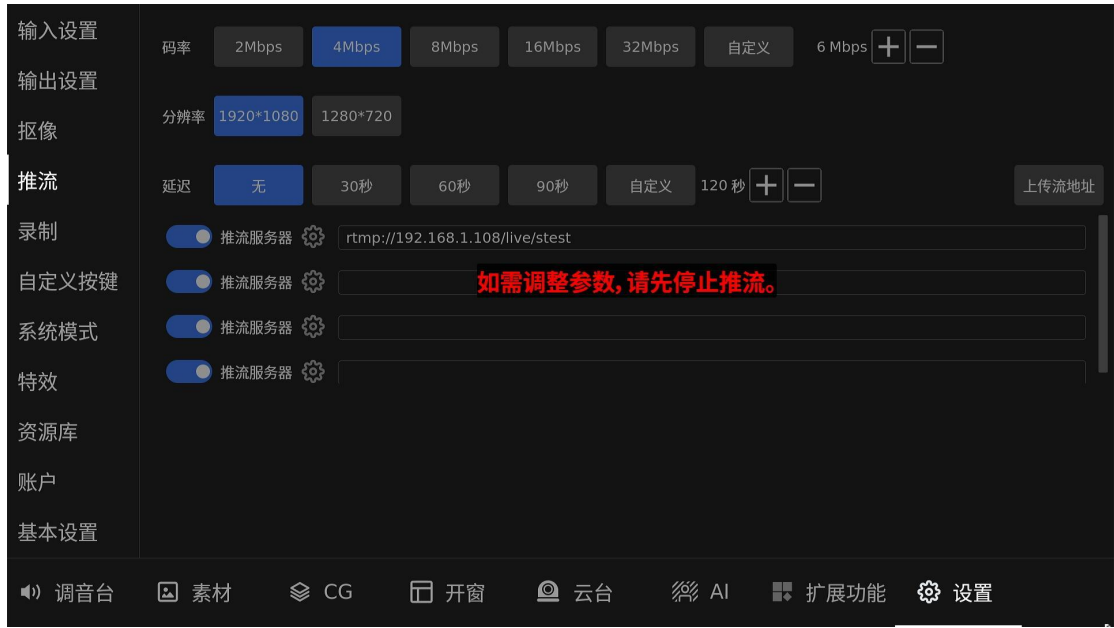 输入设置
输出设置
抠像
推流
录制
自定义按键
系统模式
特效
资源库
账户
基本设置
码率 2Mbps 4Mbps 8Mbps 16Mbps 32Mbps 自定义 6 Mbps
分辨率 1920*1080 1280*720
延迟 无 30秒 60秒 90秒 自定义 120 秒 上传流地址
推流服务器 rtmp://192.168.1.108/live/stest
推流服务器
如需调整参数,请先停止推流。
推流服务器
推流服务器
调音台 素材 CG 开窗 云台 AI 扩展功能 设置